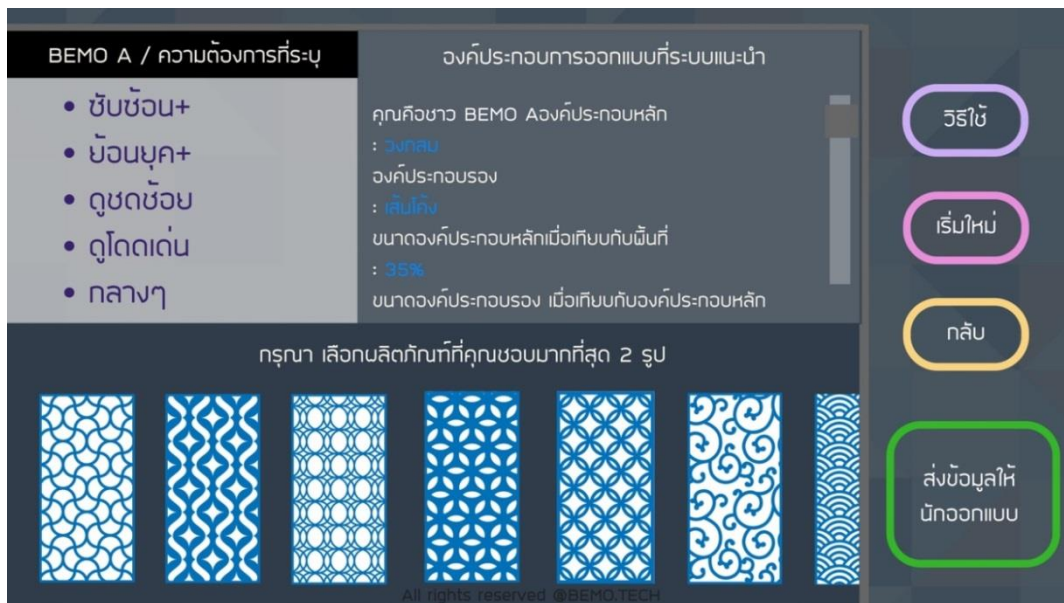 BEMO A / ความต้องการที่ระบุ
• ซับซ้อน+
• ย้อนยุค+
• ดูชดช้อย
• ดูโดดเด่น
• กลางๆ
องค์ประกอบการออกแบบที่ระบบแนะนำ
คุณคือชาว BEMO Aองค์ประกอบหลัก
: วงกลม
องค์ประกอบรอง
: เส้นโค้ง
ขนาดองค์ประกอบหลักเมื่อเทียบกับพื้นที่
: 35%
ขนาดองค์ประกอบรอง เมื่อเทียบกับองค์ประกอบหลัก
วิธีใช้
เริ่มใหม่
กลับ
กรุณา เลือกผลิตภัณฑ์ที่คุณชอบมากที่สุด 2 รูป
ส่งข้อมูลให้
นักออกแบบ
All rights reserved @BEMO.TECH